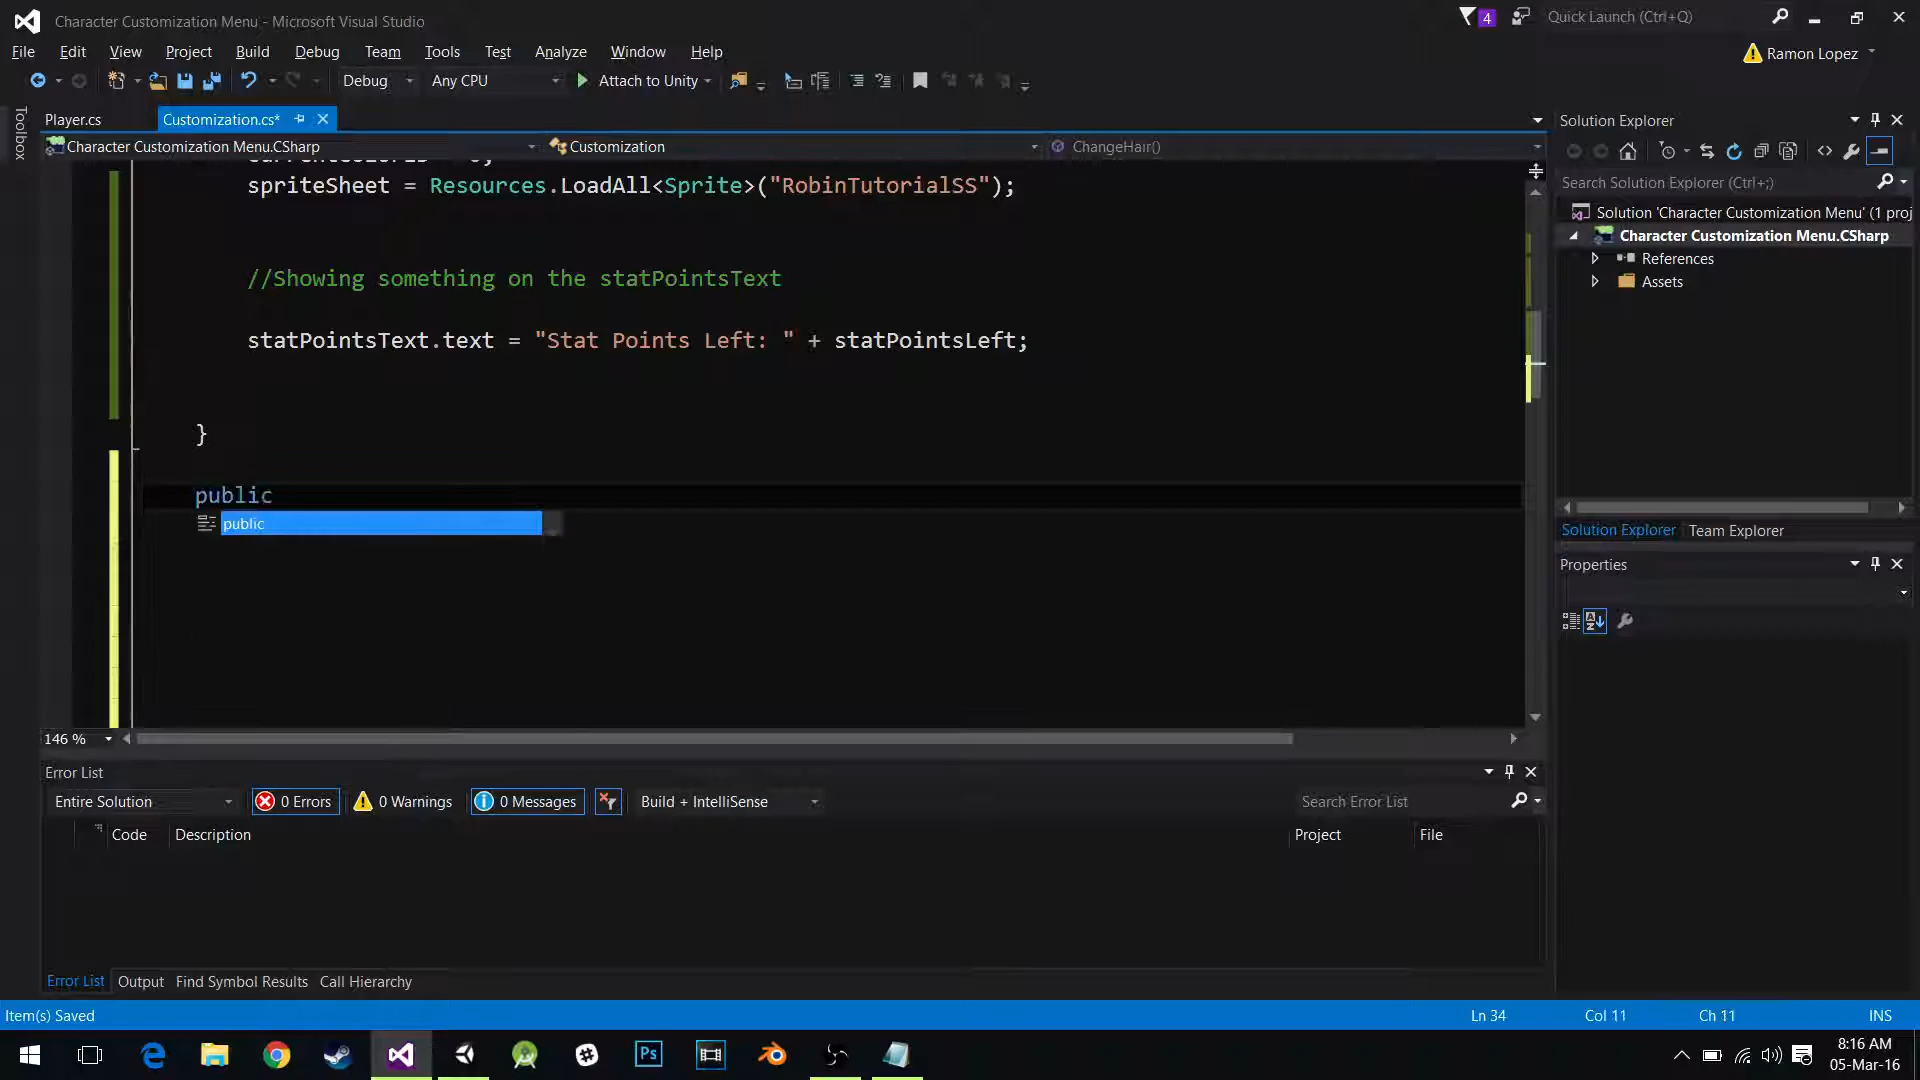 Character Customization Menu - Microsoft Visual Studio
4
Quick Launch (Ctrl+Q)
File Edit View Project Build Debug Team Tools Test Analyze Window Help
Ramon Lopez
Debug Any CPU Attach to Unity
Toolbox
Player.cs
Customization.cs*
Character Customization Menu.CSharp
Customization
ChangeHair()
spriteSheet = Resources.LoadAll<Sprite>("RobinTutorialSS");
//Showing something on the statPointsText
statPointsText.text = "Stat Points Left: " + statPointsLeft;
}
public
public
146 %
Solution Explorer
Search Solution Explorer (Ctrl+;)
Solution 'Character Customization Menu' (1 proj
Character Customization Menu.CSharp
References
Assets
Solution Explorer Team Explorer
Properties
Error List
Entire Solution
0 Errors
0 Warnings
0 Messages
Build + IntelliSense
Search Error List
Code Description Project File
Error List Output Find Symbol Results Call Hierarchy
Item(s) Saved
Ln 34 Col 11 Ch 11 INS
Ps
8:16 AM
05-Mar-16